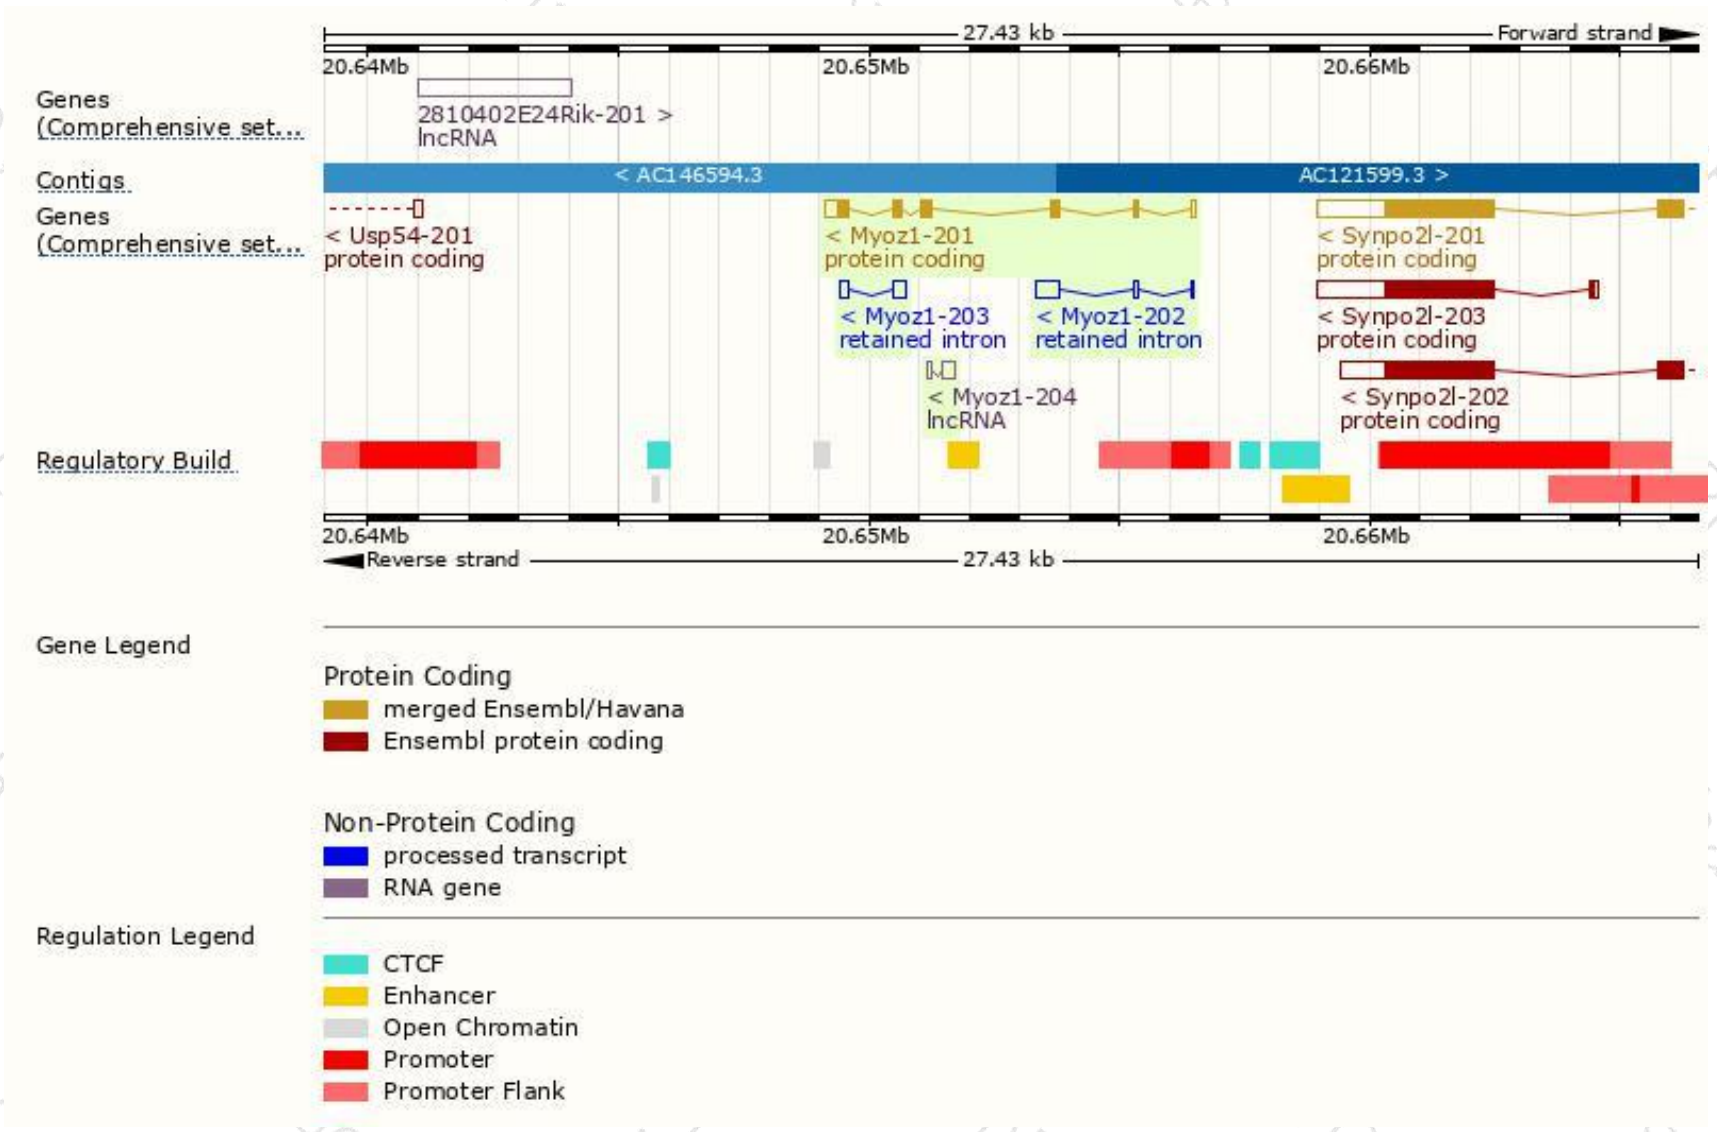 27.43 kb Forward strand
20.64Mb 20.65Mb 20.66Mb
Genes
(Comprehensive set...
2810402E24Rik-201 >
lncRNA
Contigs
< AC146594.3 AC121599.3 >
Genes
(Comprehensive set...
< Usp54-201 < Myoz1-201 < Synpo2l-201
protein coding protein coding protein coding
< Myoz1-203 < Myoz1-202 < Synpo2l-203
retained intron retained intron protein coding
< Myoz1-204 < Synpo2l-202
lncRNA protein coding
Regulatory Build
20.64Mb 20.65Mb 20.66Mb
Reverse strand 27.43 kb
Gene Legend
Protein Coding
merged Ensembl/Havana
Ensembl protein coding
Non-Protein Coding
processed transcript
RNA gene
Regulation Legend
CTCF
Enhancer
Open Chromatin
Promoter
Promoter Flank